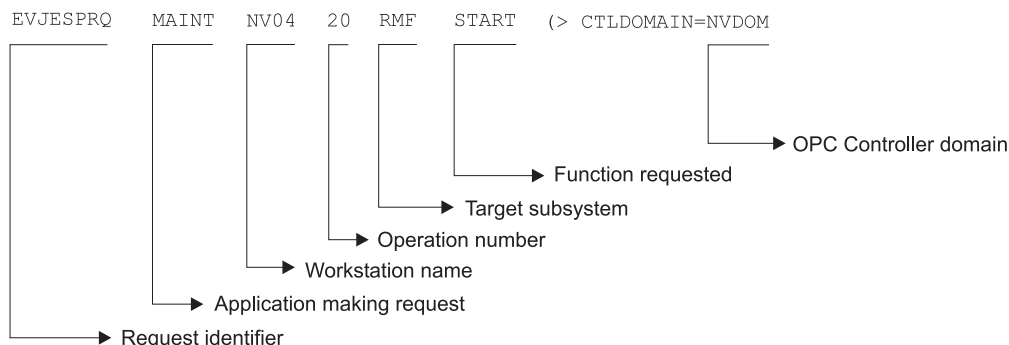 EVJESPRQ MAINT NV04 20 RMF START (> CTLDOMAIN=NVDOM
OPC Controller domain
Function requested
Target subsystem
Operation number
Workstation name
Application making request
Request identifier